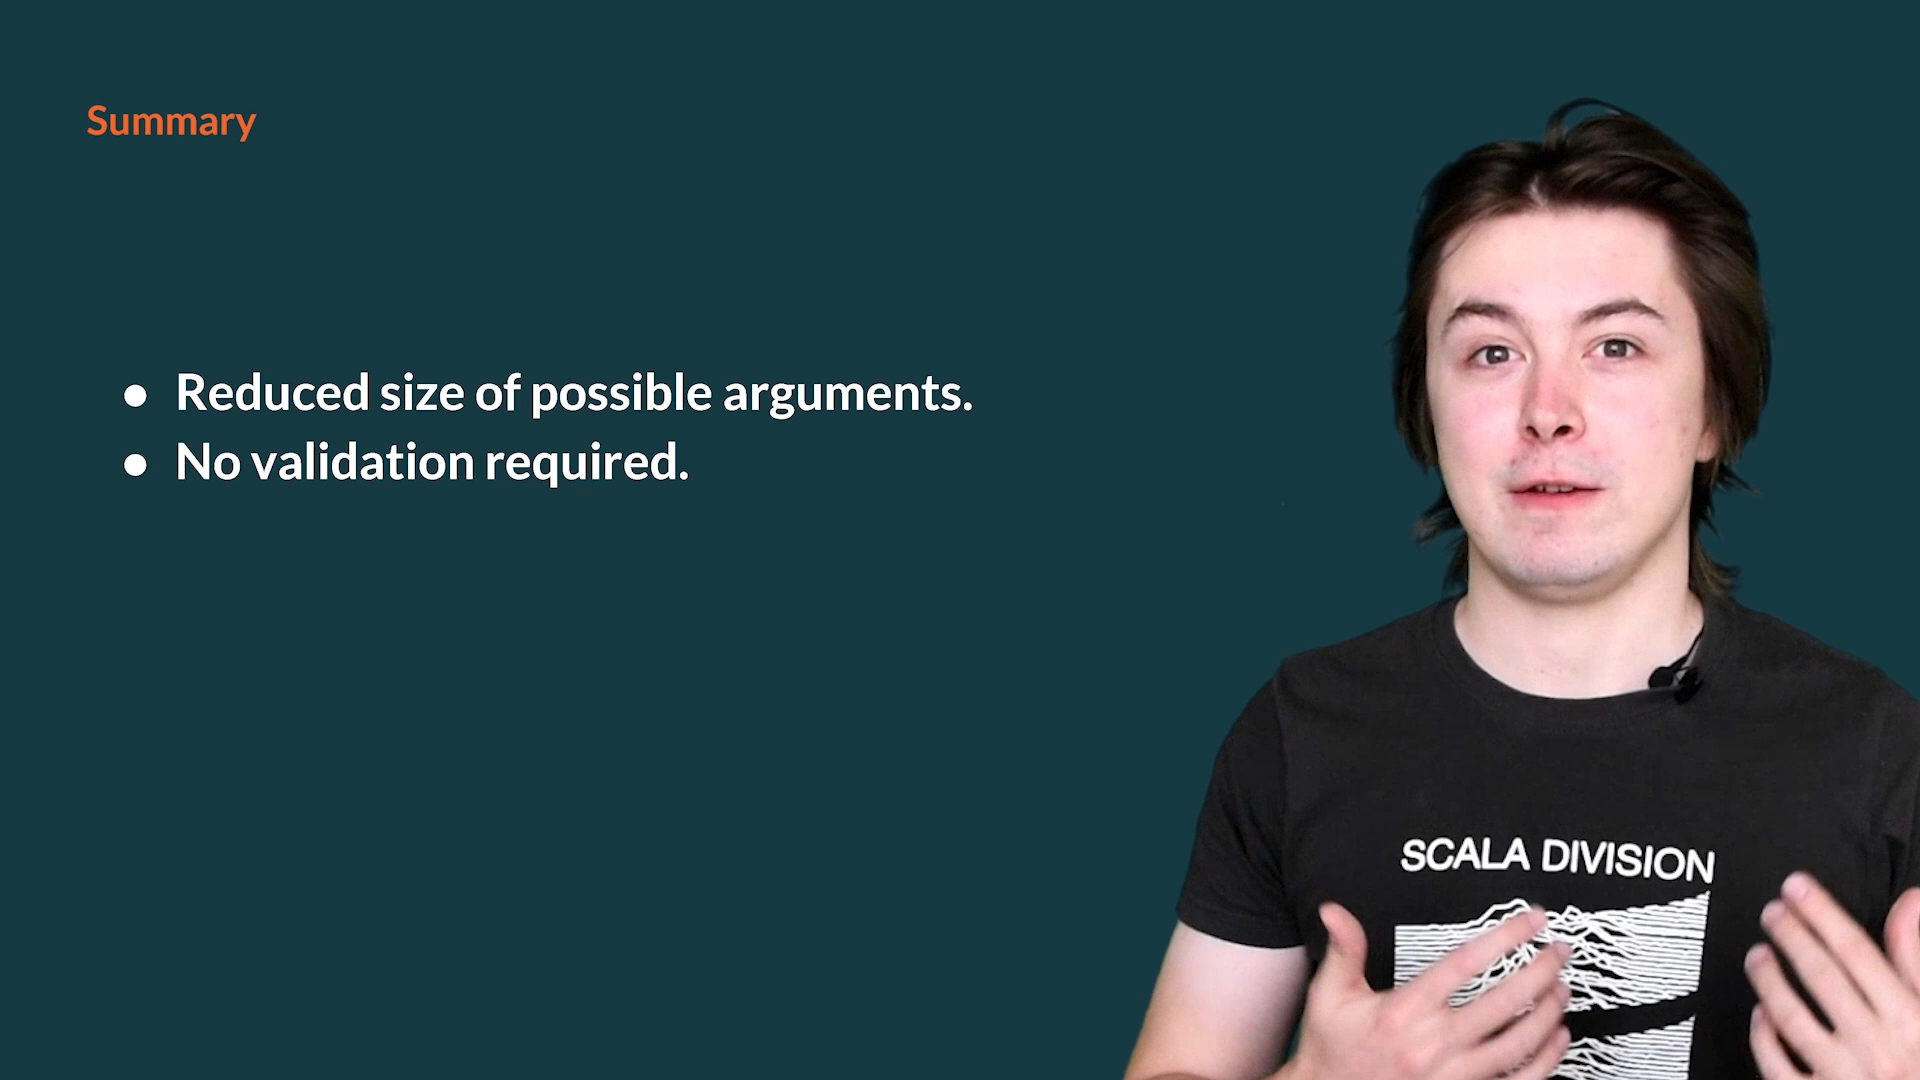 Summary
● Reduced size of possible arguments.
● No validation required.
SCALA DIVISION